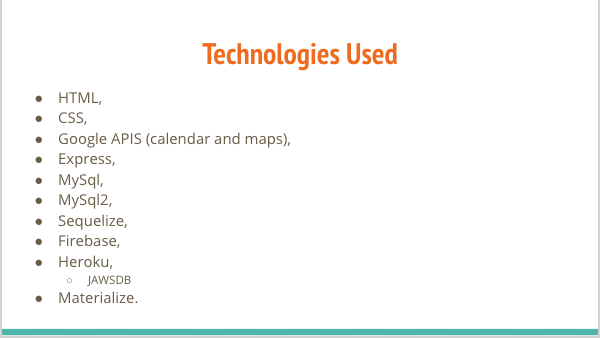 Technologies Used
● HTML,
● CSS,
● Google APIS (calendar and maps),
● Express,
● MySql,
● MySql2,
● Sequelize,
● Firebase,
● Heroku,
○ JAWSDB
● Materialize.